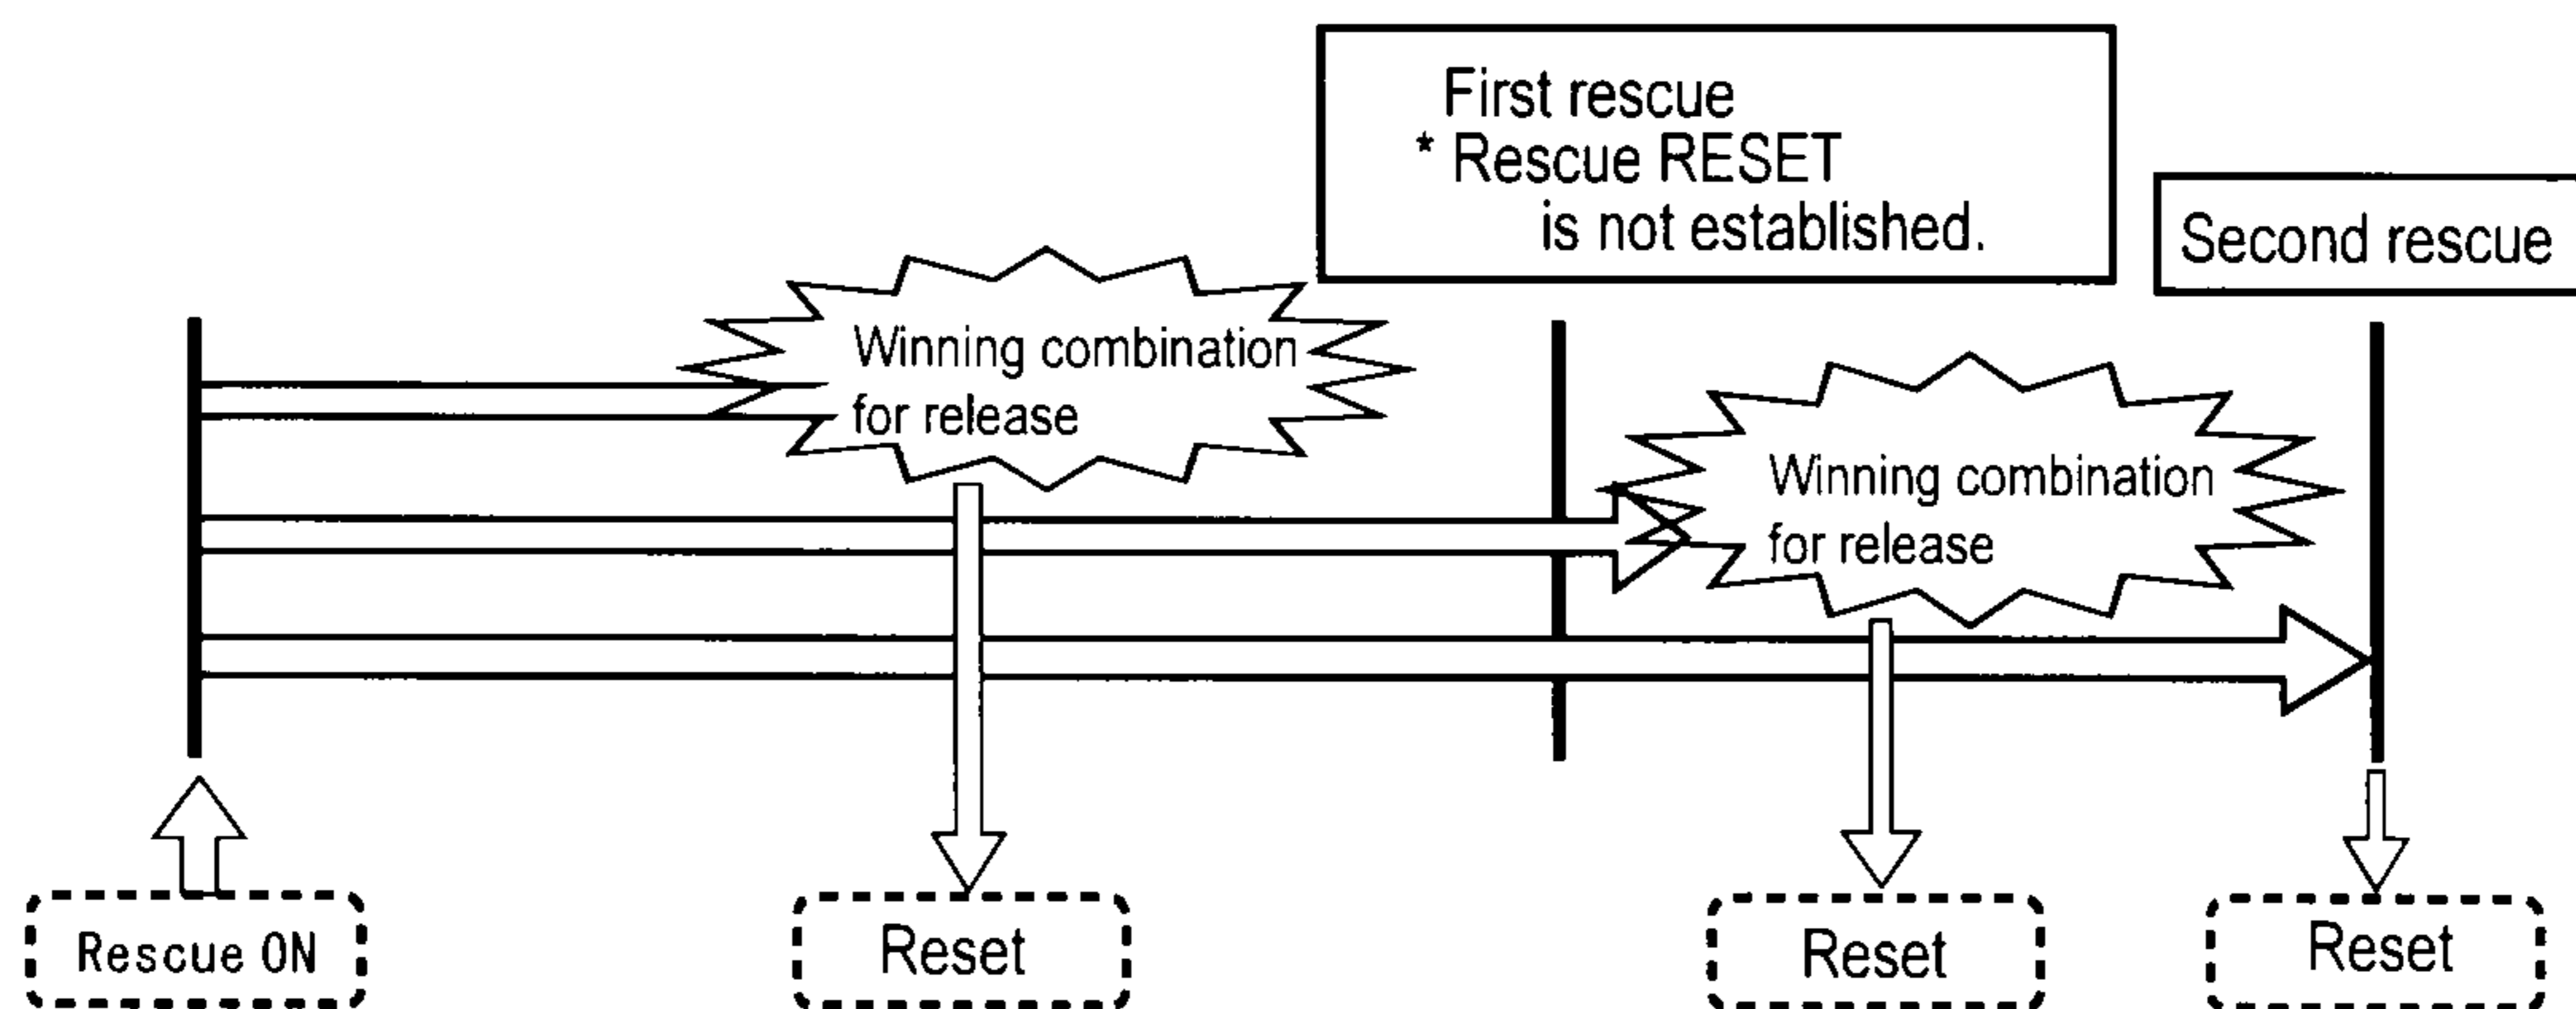 First rescue
* Rescue RESET
is not established.
Second rescue
Winning combination
for release
Winning combination
for release
Rescue ON
Reset
Reset
Reset